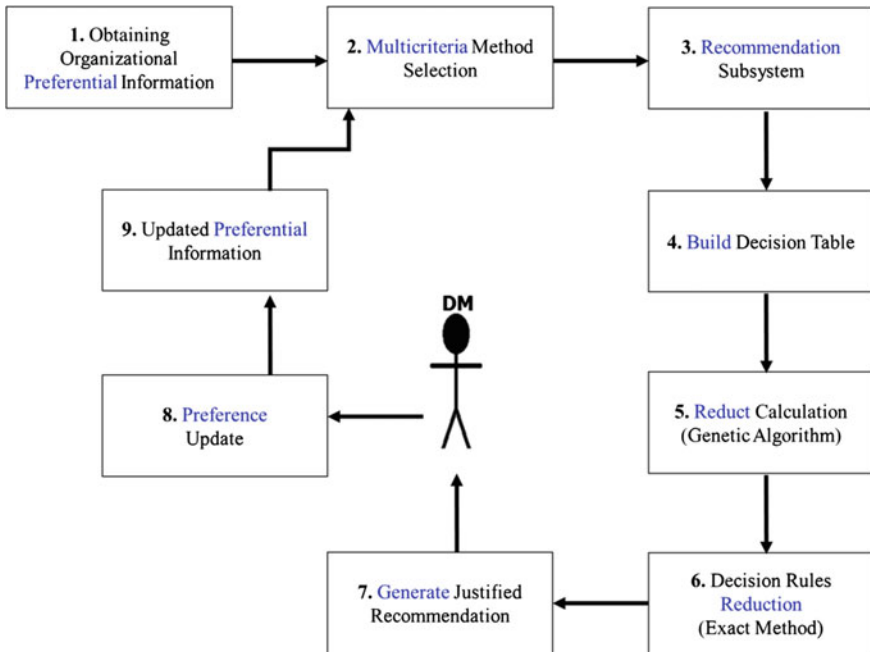 1. Obtaining
Organizational
Preferential Information
2. Multicriteria Method
Selection
3. Recommendation
Subsystem
4. Build Decision Table
5. Reduct Calculation
(Genetic Algorithm)
6. Decision Rules
Reduction
(Exact Method)
7. Generate Justified
Recommendation
DM
8. Preference
Update
9. Updated Preferential
Information